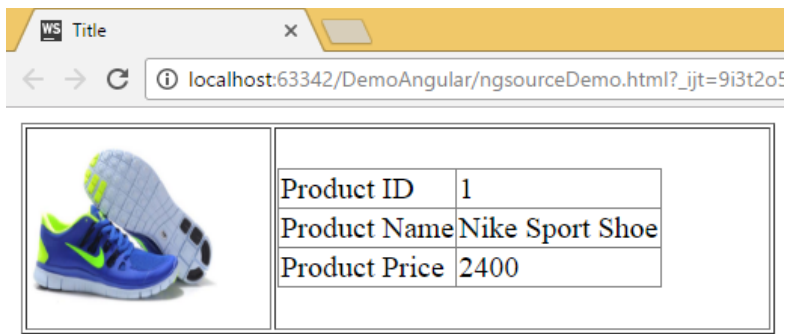 WS Title
localhost:63342/DemoAngular/ngsourceDemo.html?_ijt=9i3t2o5
Product ID 1
Product Name Nike Sport Shoe
Product Price 2400